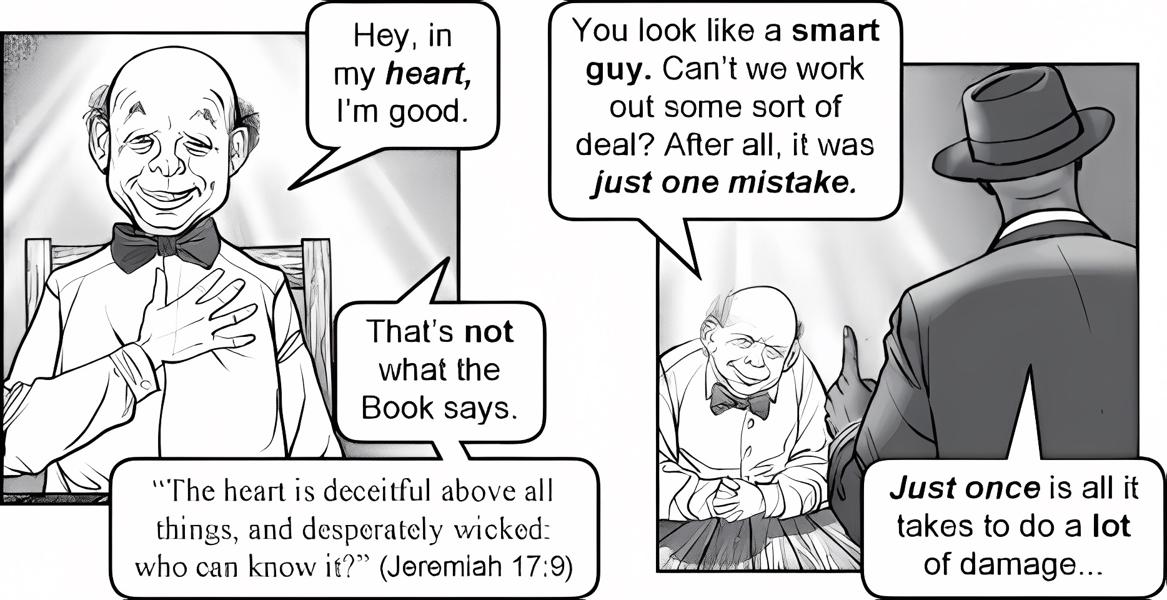 Hey, in
my heart,
I'm good.
That's not
what the
Book says.
“The heart is deceitful above all
things, and desperately wicked:
who can know it?” (Jeremiah 17:9)
You look like a smart
guy. Can't we work
out some sort of
deal? After all, it was
just one mistake.
Just once is all it
takes to do a lot
of damage...